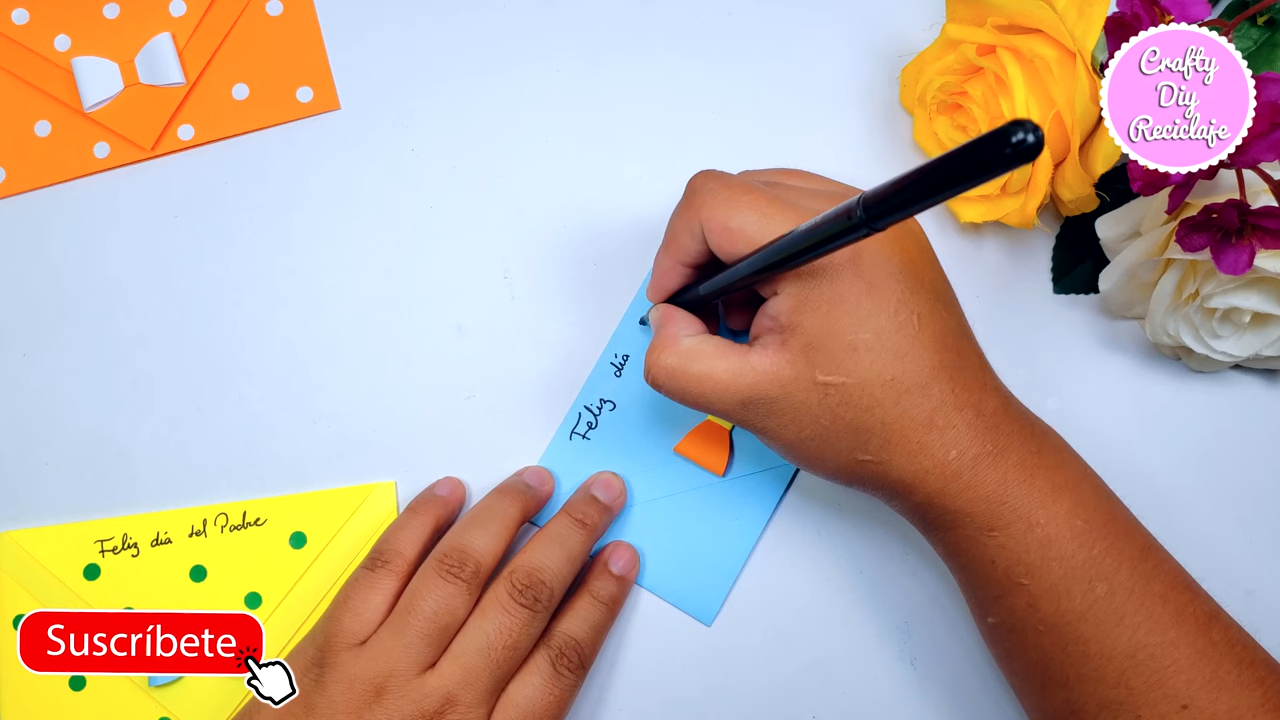 Crafty
Diy
Reciclaje
Feliz día
Feliz día del Padre
Suscríbete